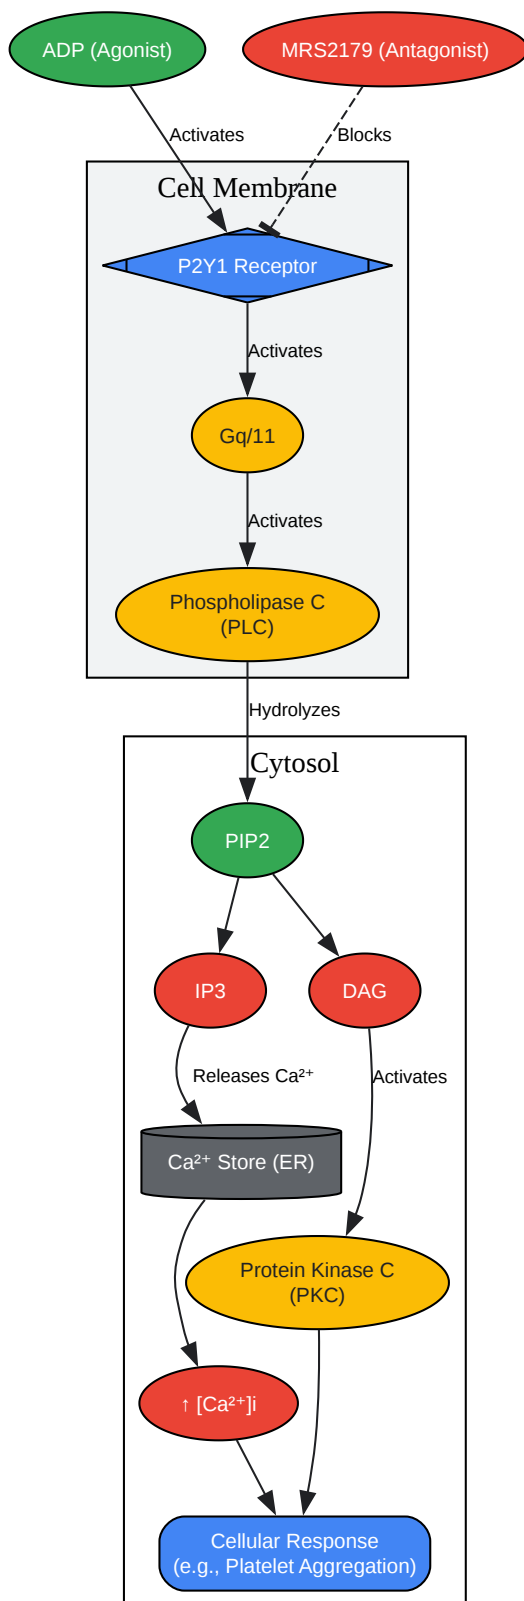 ADP (Agonist)
MRS2179 (Antagonist)
Activates
Blocks
Cell Membrane
P2Y1 Receptor
Activates
Gq/11
Activates
Phospholipase C
(PLC)
Hydrolyzes
Cytosol
PIP2
IP3
DAG
Releases Ca²⁺
Activates
Ca²⁺ Store (ER)
Protein Kinase C
(PKC)
↑ [Ca²⁺]i
Cellular Response
(e.g., Platelet Aggregation)